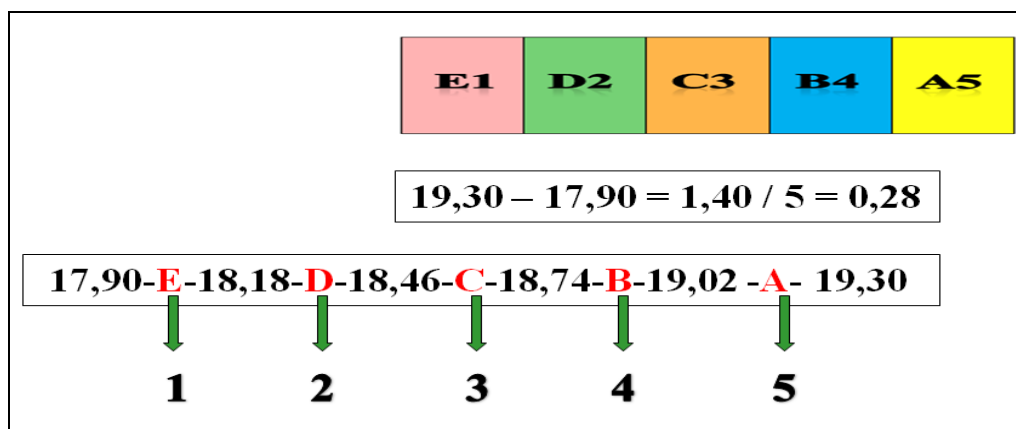 E1 D2 C3 B4 A5
19,30 – 17,90 = 1,40 / 5 = 0,28
17,90-E-18,18-D-18,46-C-18,74-B-19,02 -A- 19,30
1 2 3 4 5